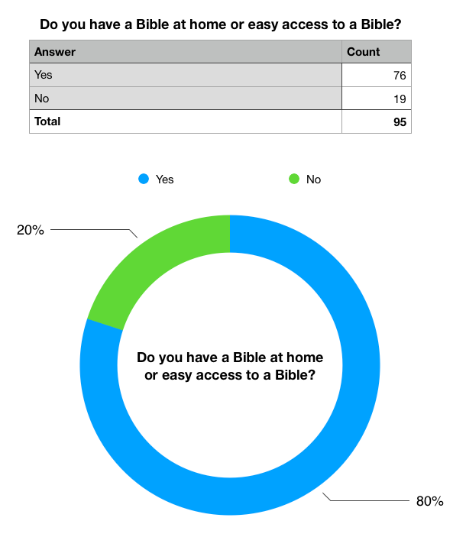 Do you have a Bible at home or easy access to a Bible?
Answer Count
Yes 76
No 19
Total 95
Yes No
20%
Do you have a Bible at home
or easy access to a Bible?
80%